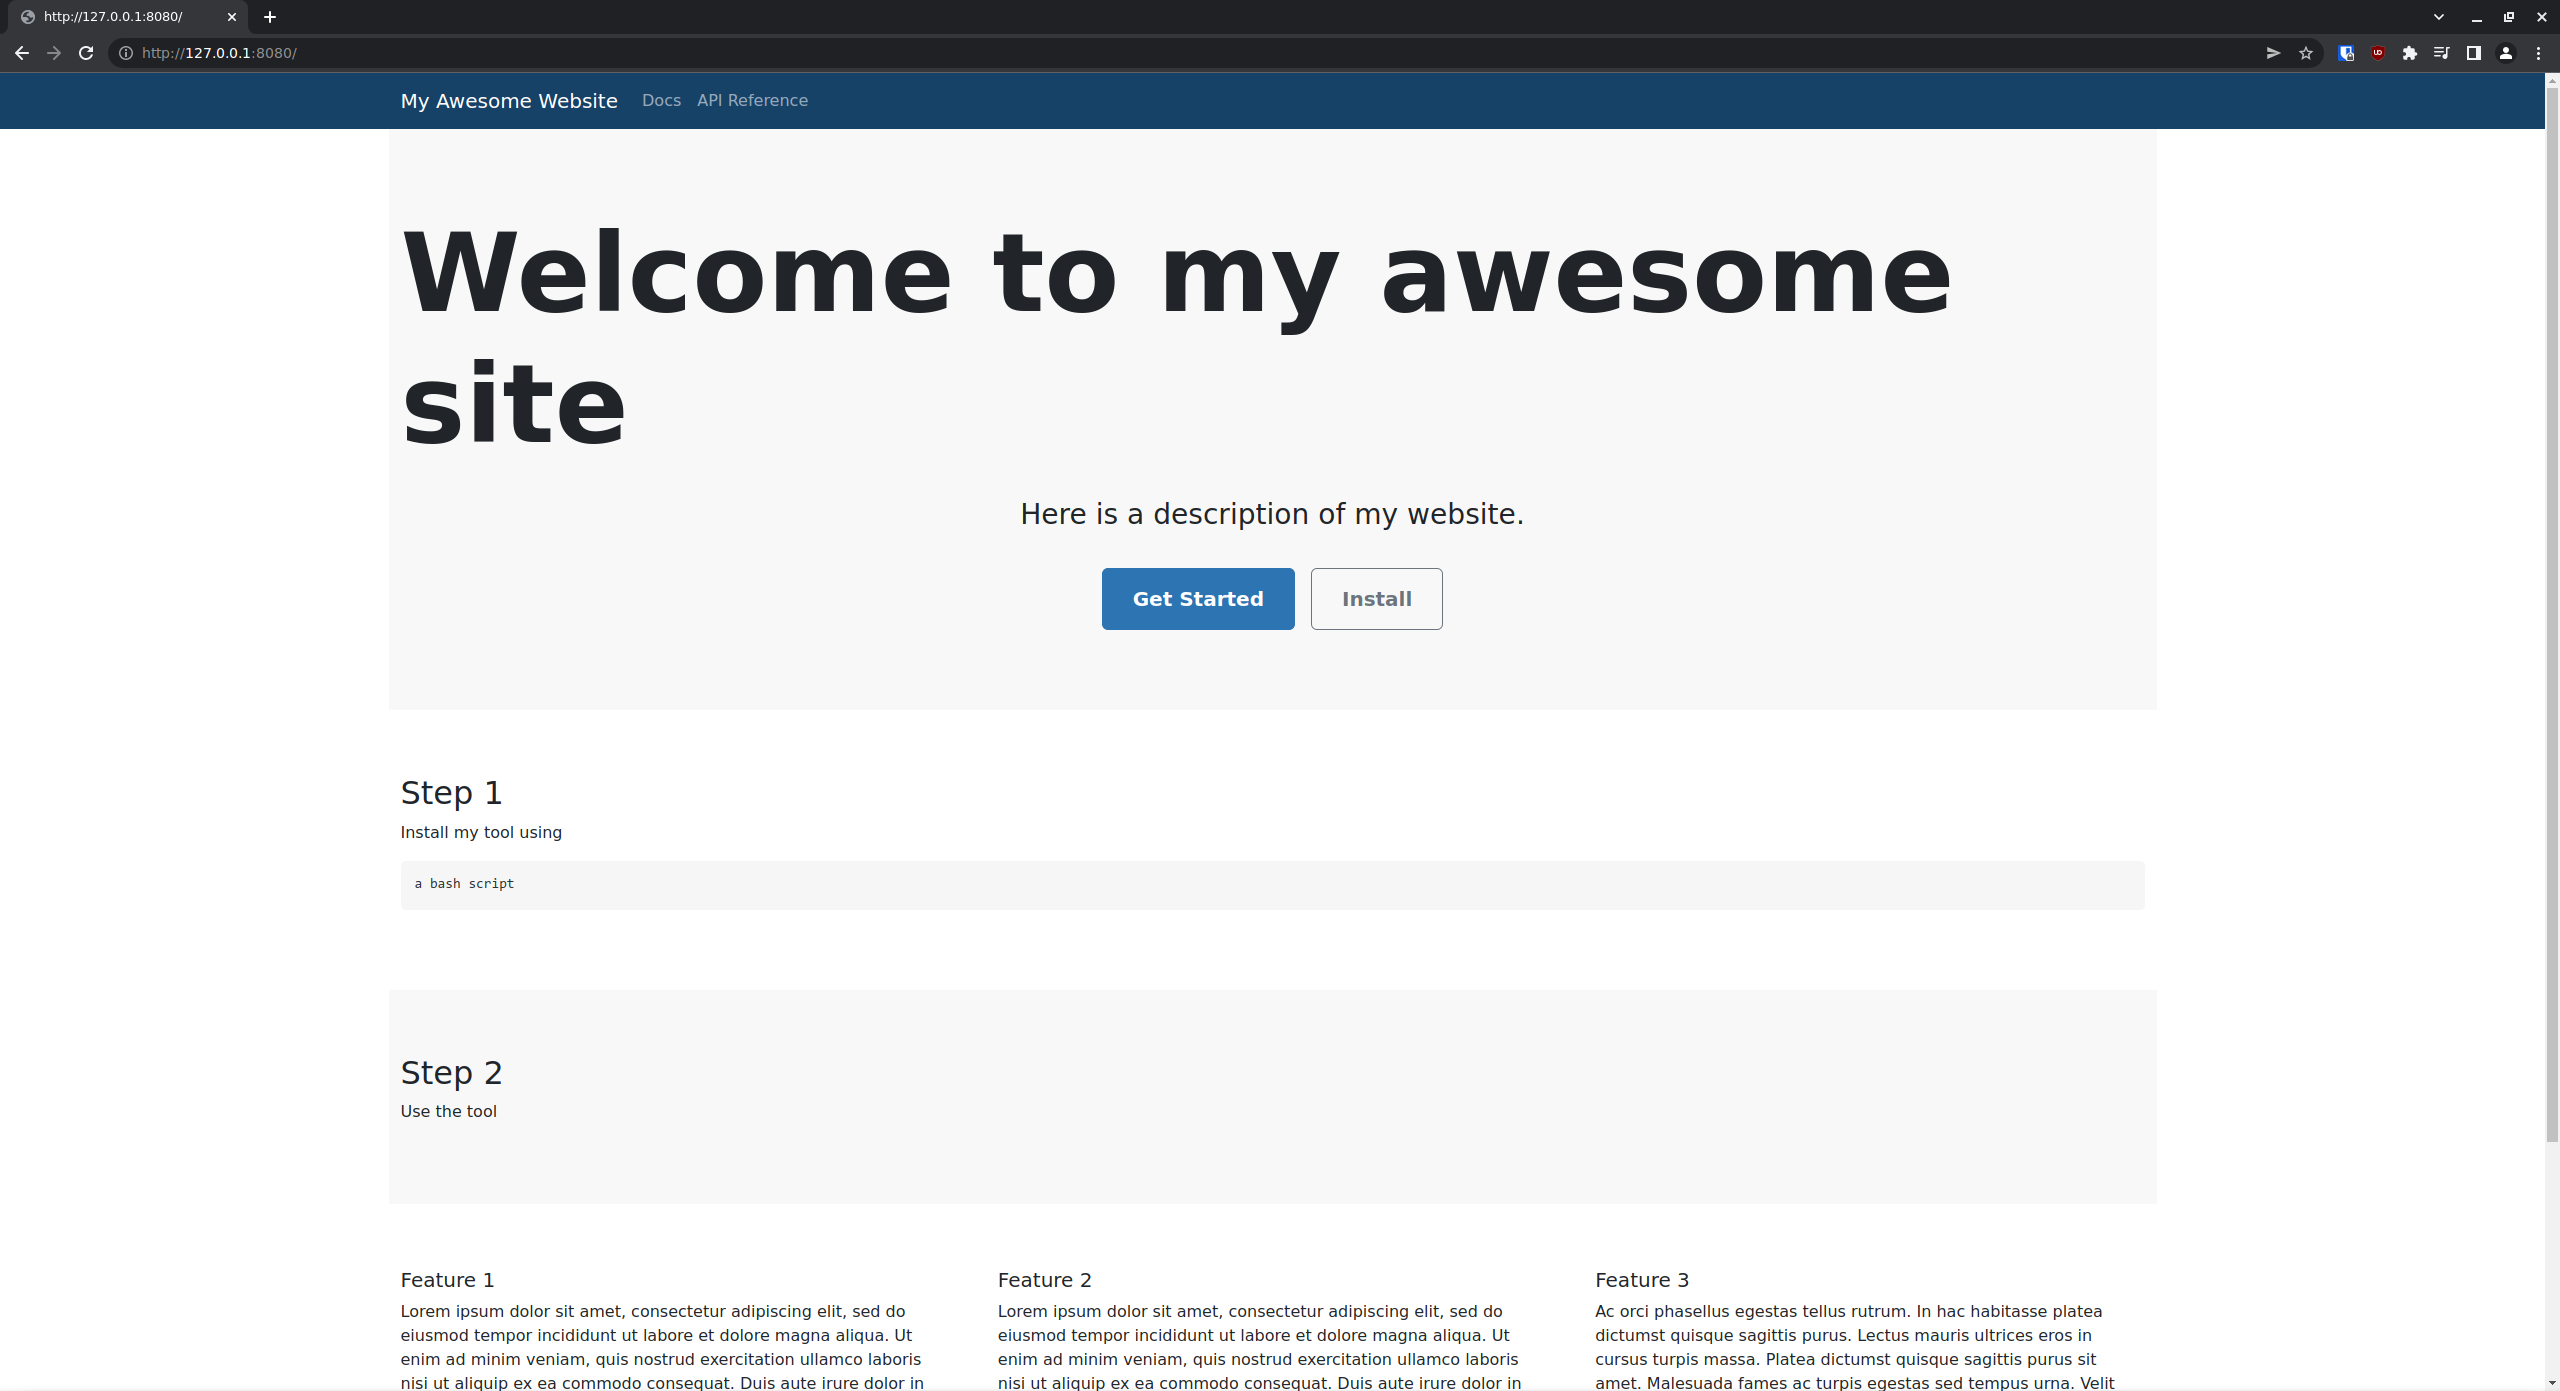 http://127.0.0.1:8080/
http://127.0.0.1:8080/
My Awesome Website Docs API Reference
Welcome to my awesome
site
Here is a description of my website.
Get Started Install
Step 1
Install my tool using
a bash script
Step 2
Use the tool
Feature 1
Lorem ipsum dolor sit amet, consectetur adipiscing elit, sed do
eiusmod tempor incididunt ut labore et dolore magna aliqua. Ut
enim ad minim veniam, quis nostrud exercitation ullamco laboris
nisi ut aliquip ex ea commodo consequat. Duis aute irure dolor in
Feature 2
Lorem ipsum dolor sit amet, consectetur adipiscing elit, sed do
eiusmod tempor incididunt ut labore et dolore magna aliqua. Ut
enim ad minim veniam, quis nostrud exercitation ullamco laboris
nisi ut aliquip ex ea commodo consequat. Duis aute irure dolor in
Feature 3
Ac orci phasellus egestas tellus rutrum. In hac habitasse platea
dictumst quisque sagittis purus. Lectus mauris ultrices eros in
cursus turpis massa. Platea dictumst quisque sagittis purus sit
amet. Malesuada fames ac turpis egestas sed tempus urna. Velit